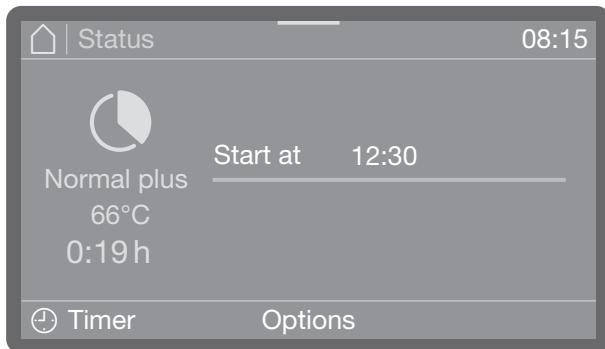 Status 08:15
Start at 12:30
Normal plus
66°C
0:19 h
Timer Options